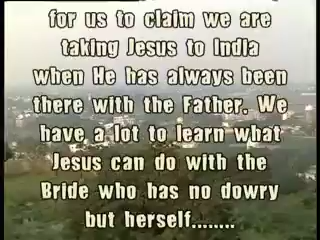 for us to claim we are
taking Jesus to India
when He has always been
there with the Father. We
have a lot to learn what
Jesus can do with the
Bride who has no dowry
but herself........